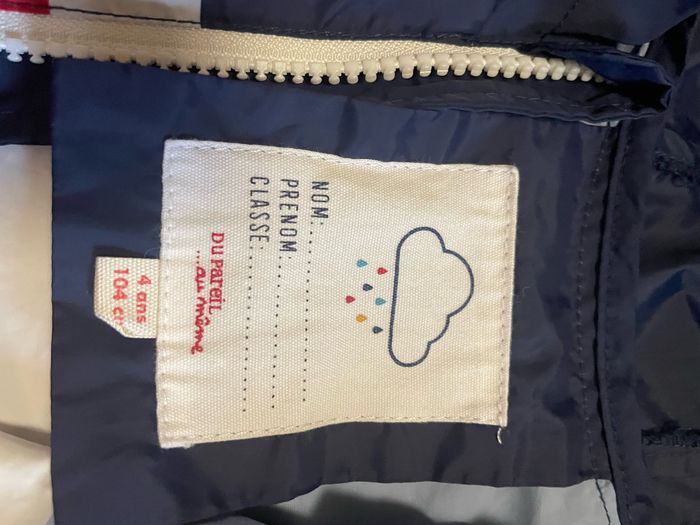 NOM:..................
PRENOM:...............
CLASSE:.................
DU PAREIL
....au même
4 ans
104 cm